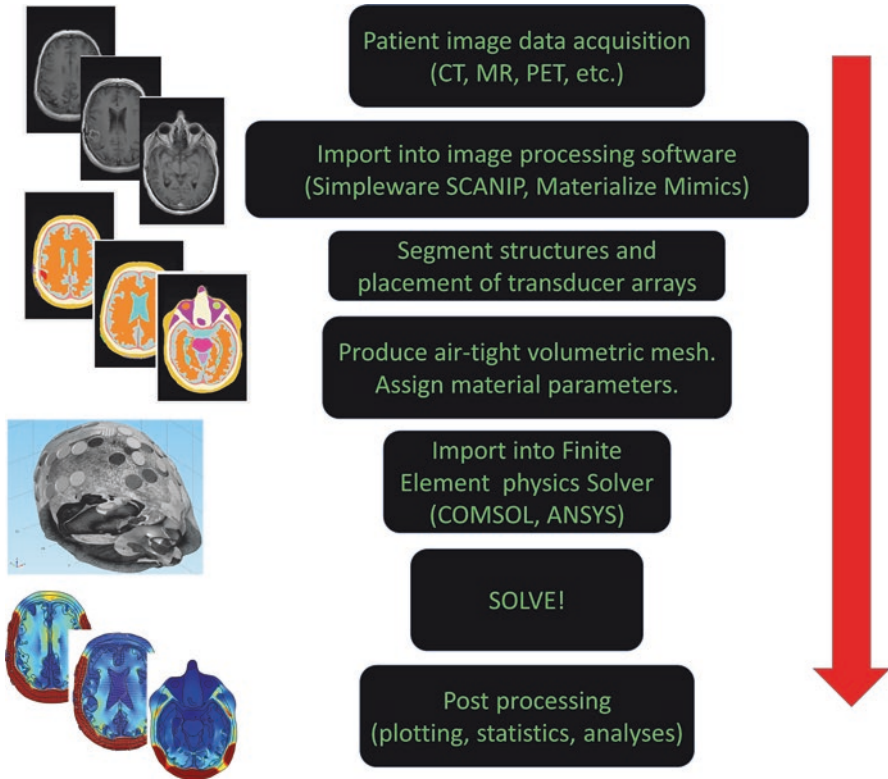 Patient image data acquisition
(CT, MR, PET, etc.)
Import into image processing software
(Simpleware SCANIP, Materialize Mimics)
Segment structures and
placement of transducer arrays
Produce air-tight volumetric mesh.
Assign material parameters.
Import into Finite
Element physics Solver
(COMSOL, ANSYS)
SOLVE!
Post processing
(plotting, statistics, analyses)